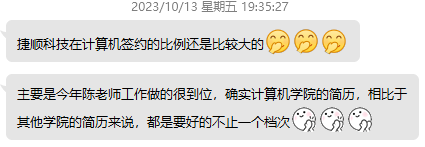 2023/10/13 星期五 19:35:27
捷顺科技在计算机签约的比例还是比较大的
主要是今年陈老师工作做的很到位，确实计算机学院的简历，相比于
其他学院的简历来说，都是要好的不止一个档次